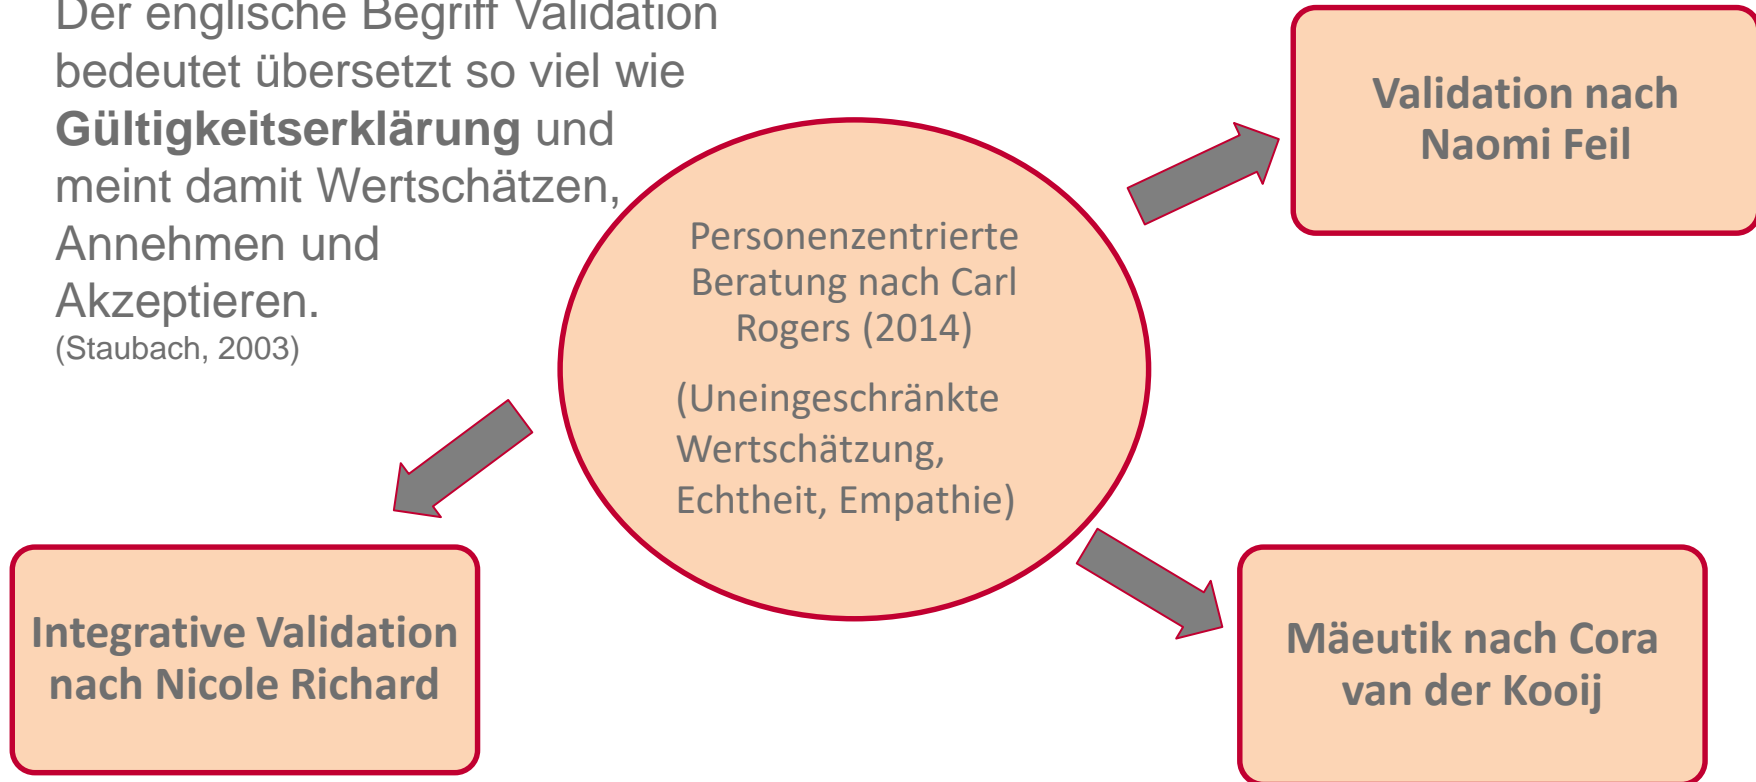 Der englische Begriff Validation
bedeutet übersetzt so viel wie
Gültigkeitserklärung und
meint damit Wertschätzen,
Annehmen und
Akzeptieren.
(Staubach, 2003)
Validation nach
Naomi Feil
Personenzentrierte
Beratung nach Carl
Rogers (2014)
(Uneingeschränkte
Wertschätzung,
Echtheit, Empathie)
Integrative Validation
nach Nicole Richard
Mäeutik nach Cora
van der Kooij